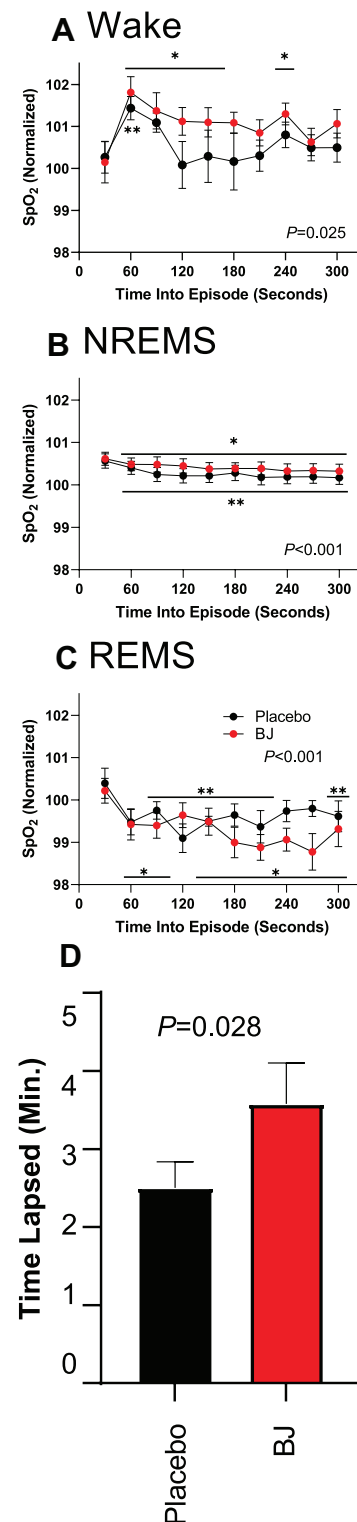 A Wake
*
*
102
101
100
99
98
**
SpO2 (Normalized)
P=0.025
0
60
120
180
240
300
Time Into Episode (Seconds)
B NREMS
102
101
100
99
98
SpO2 (Normalized)
*
**
P<0.001
0
60
120
180
240
300
Time Into Episode (Seconds)
C REMS
102
101
100
99
98
SpO2 (Normalized)
Placebo
BJ
P<0.001
**
**
*
*
0
60
120
180
240
300
Time Into Episode (Seconds)
D
5
4
3
2
1
0
Time Lapsed (Min.)
P=0.028
Placebo
BJ